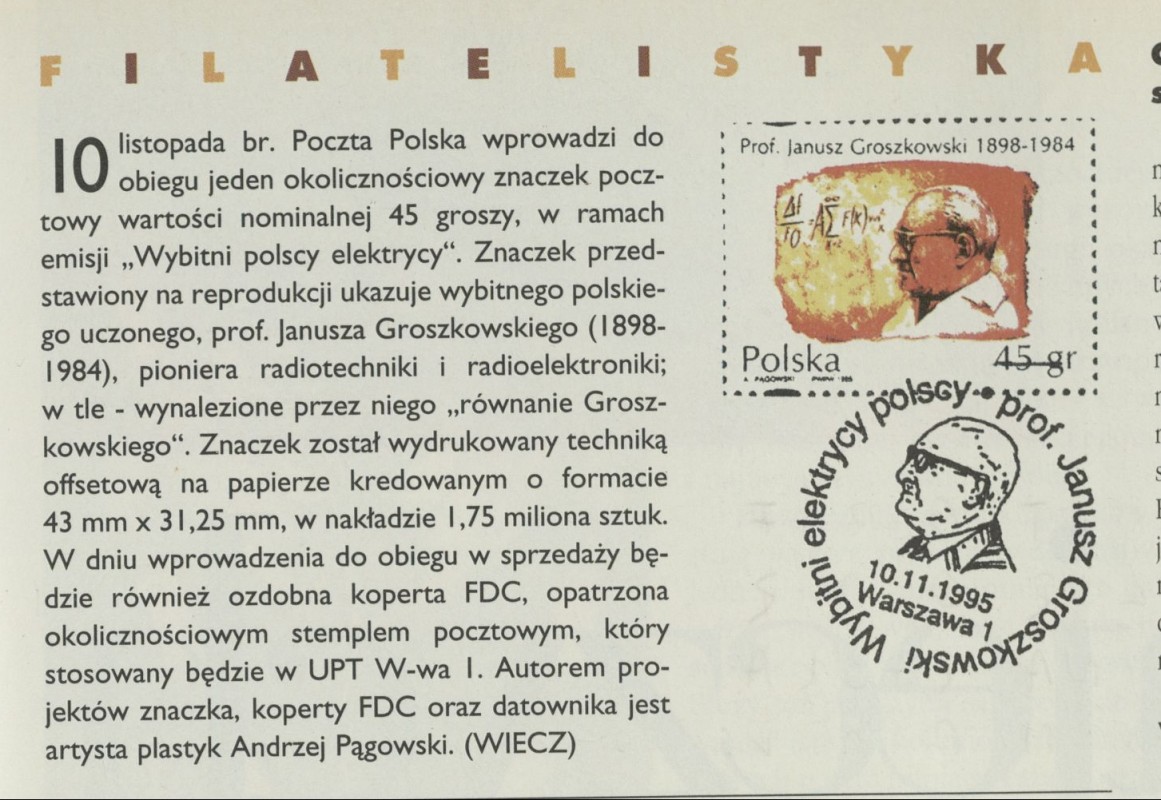 FILATELISTYKA
10 listopada br. Poczta Polska wprowadzi do
obiegu jeden okolicznościowy znaczek pocz-
towy wartości nominalnej 45 groszy, w ramach
emisji „Wybitni polscy elektrycy“. Znaczek przed-
stawiony na reprodukcji ukazuje wybitnego polskie-
go uczonego, prof. Janusza Groszkowskiego (1898-
1984), pioniera radiotechniki i radioelektroniki;
w tle - wynalezione przez niego „równanie Grosz-
kowskiego“. Znaczek został wydrukowany techniką
offsetową na papierze kredowanym o formacie
43 mm x 31,25 mm, w nakładzie 1,75 miliona sztuk.
W dniu wprowadzenia do obiegu w sprzedaży bę-
dzie również ozdobna koperta FDC, opatrzona
okolicznościowym stemplem pocztowym, który
stosowany będzie w UPT W-wa 1. Autorem pro-
jektów znaczka, koperty FDC oraz datownika jest
artysta plastyk Andrzej Pągowski. (WIECZ)
Prof. Janusz Groszkowski 1898-1984
Polska 45 gr
A. PĄGOWSKI
Wybitni elektrycy polscy • prof. Janusz Groszkowski
10.11.1995
Warszawa 1